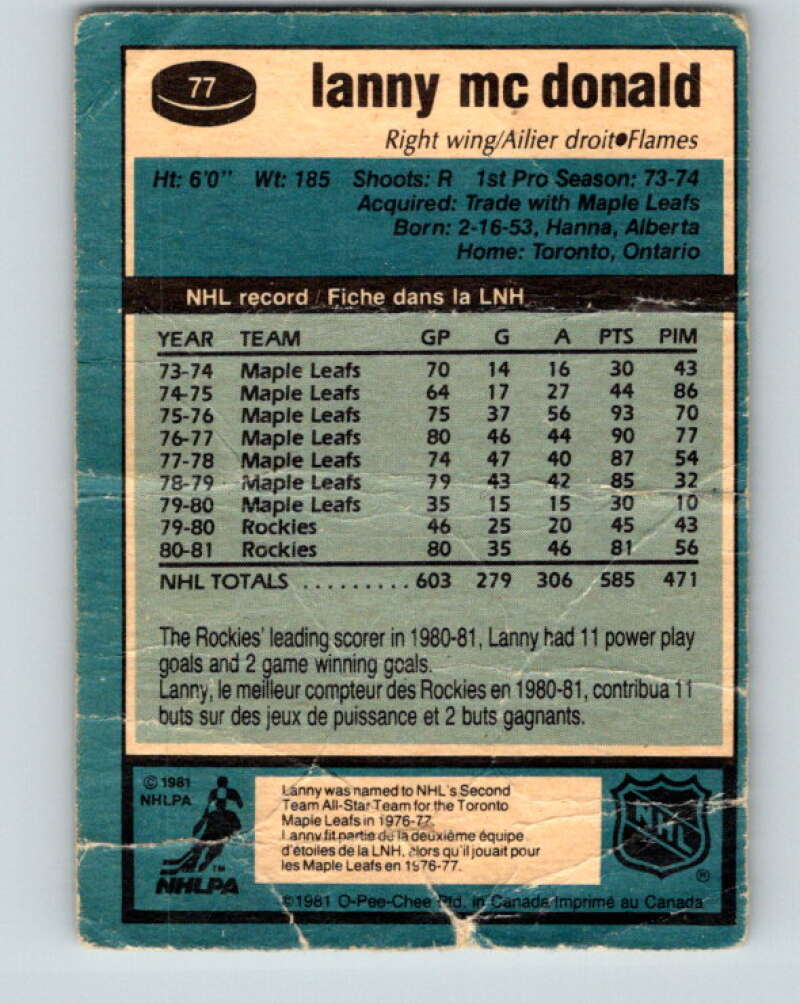 77
lanny mc donald
Right wing/Ailier droit●Flames
Ht: 6'0" Wt: 185 Shoots: R 1st Pro Season: 73-74
Acquired: Trade with Maple Leafs
Born: 2-16-53, Hanna, Alberta
Home: Toronto, Ontario
NHL record / Fiche dans la LNH
YEAR TEAM GP G A PTS PIM
73-74 Maple Leafs 70 14 16 30 43
74-75 Maple Leafs 64 17 27 44 86
75-76 Maple Leafs 75 37 56 93 70
76-77 Maple Leafs 80 46 44 90 77
77-78 Maple Leafs 74 47 40 87 54
78-79 Maple Leafs 79 43 42 85 32
79-80 Maple Leafs 35 15 15 30 10
79-80 Rockies 46 25 20 45 43
80-81 Rockies 80 35 46 81 56
NHL TOTALS .......... 603 279 306 585 471
The Rockies' leading scorer in 1980-81, Lanny had 11 power play
goals and 2 game winning goals.
Lanny, le meilleur compteur des Rockies en 1980-81, contribua 11
buts sur des jeux de puissance et 2 buts gagnants.
© 1981
NHLPA
NHLPA
TM
Lanny was named to NHL's Second
Team All-Star Team for the Toronto
Maple Leafs in 1976-77.
Lanny fit partie de la deuxième équipe
d'étoiles de la LNH, alors qu'il jouait pour
les Maple Leafs en 1976-77.
NHL
®
©1981 O-Pee-Chee Ltd. in Canada Imprimé au Canada